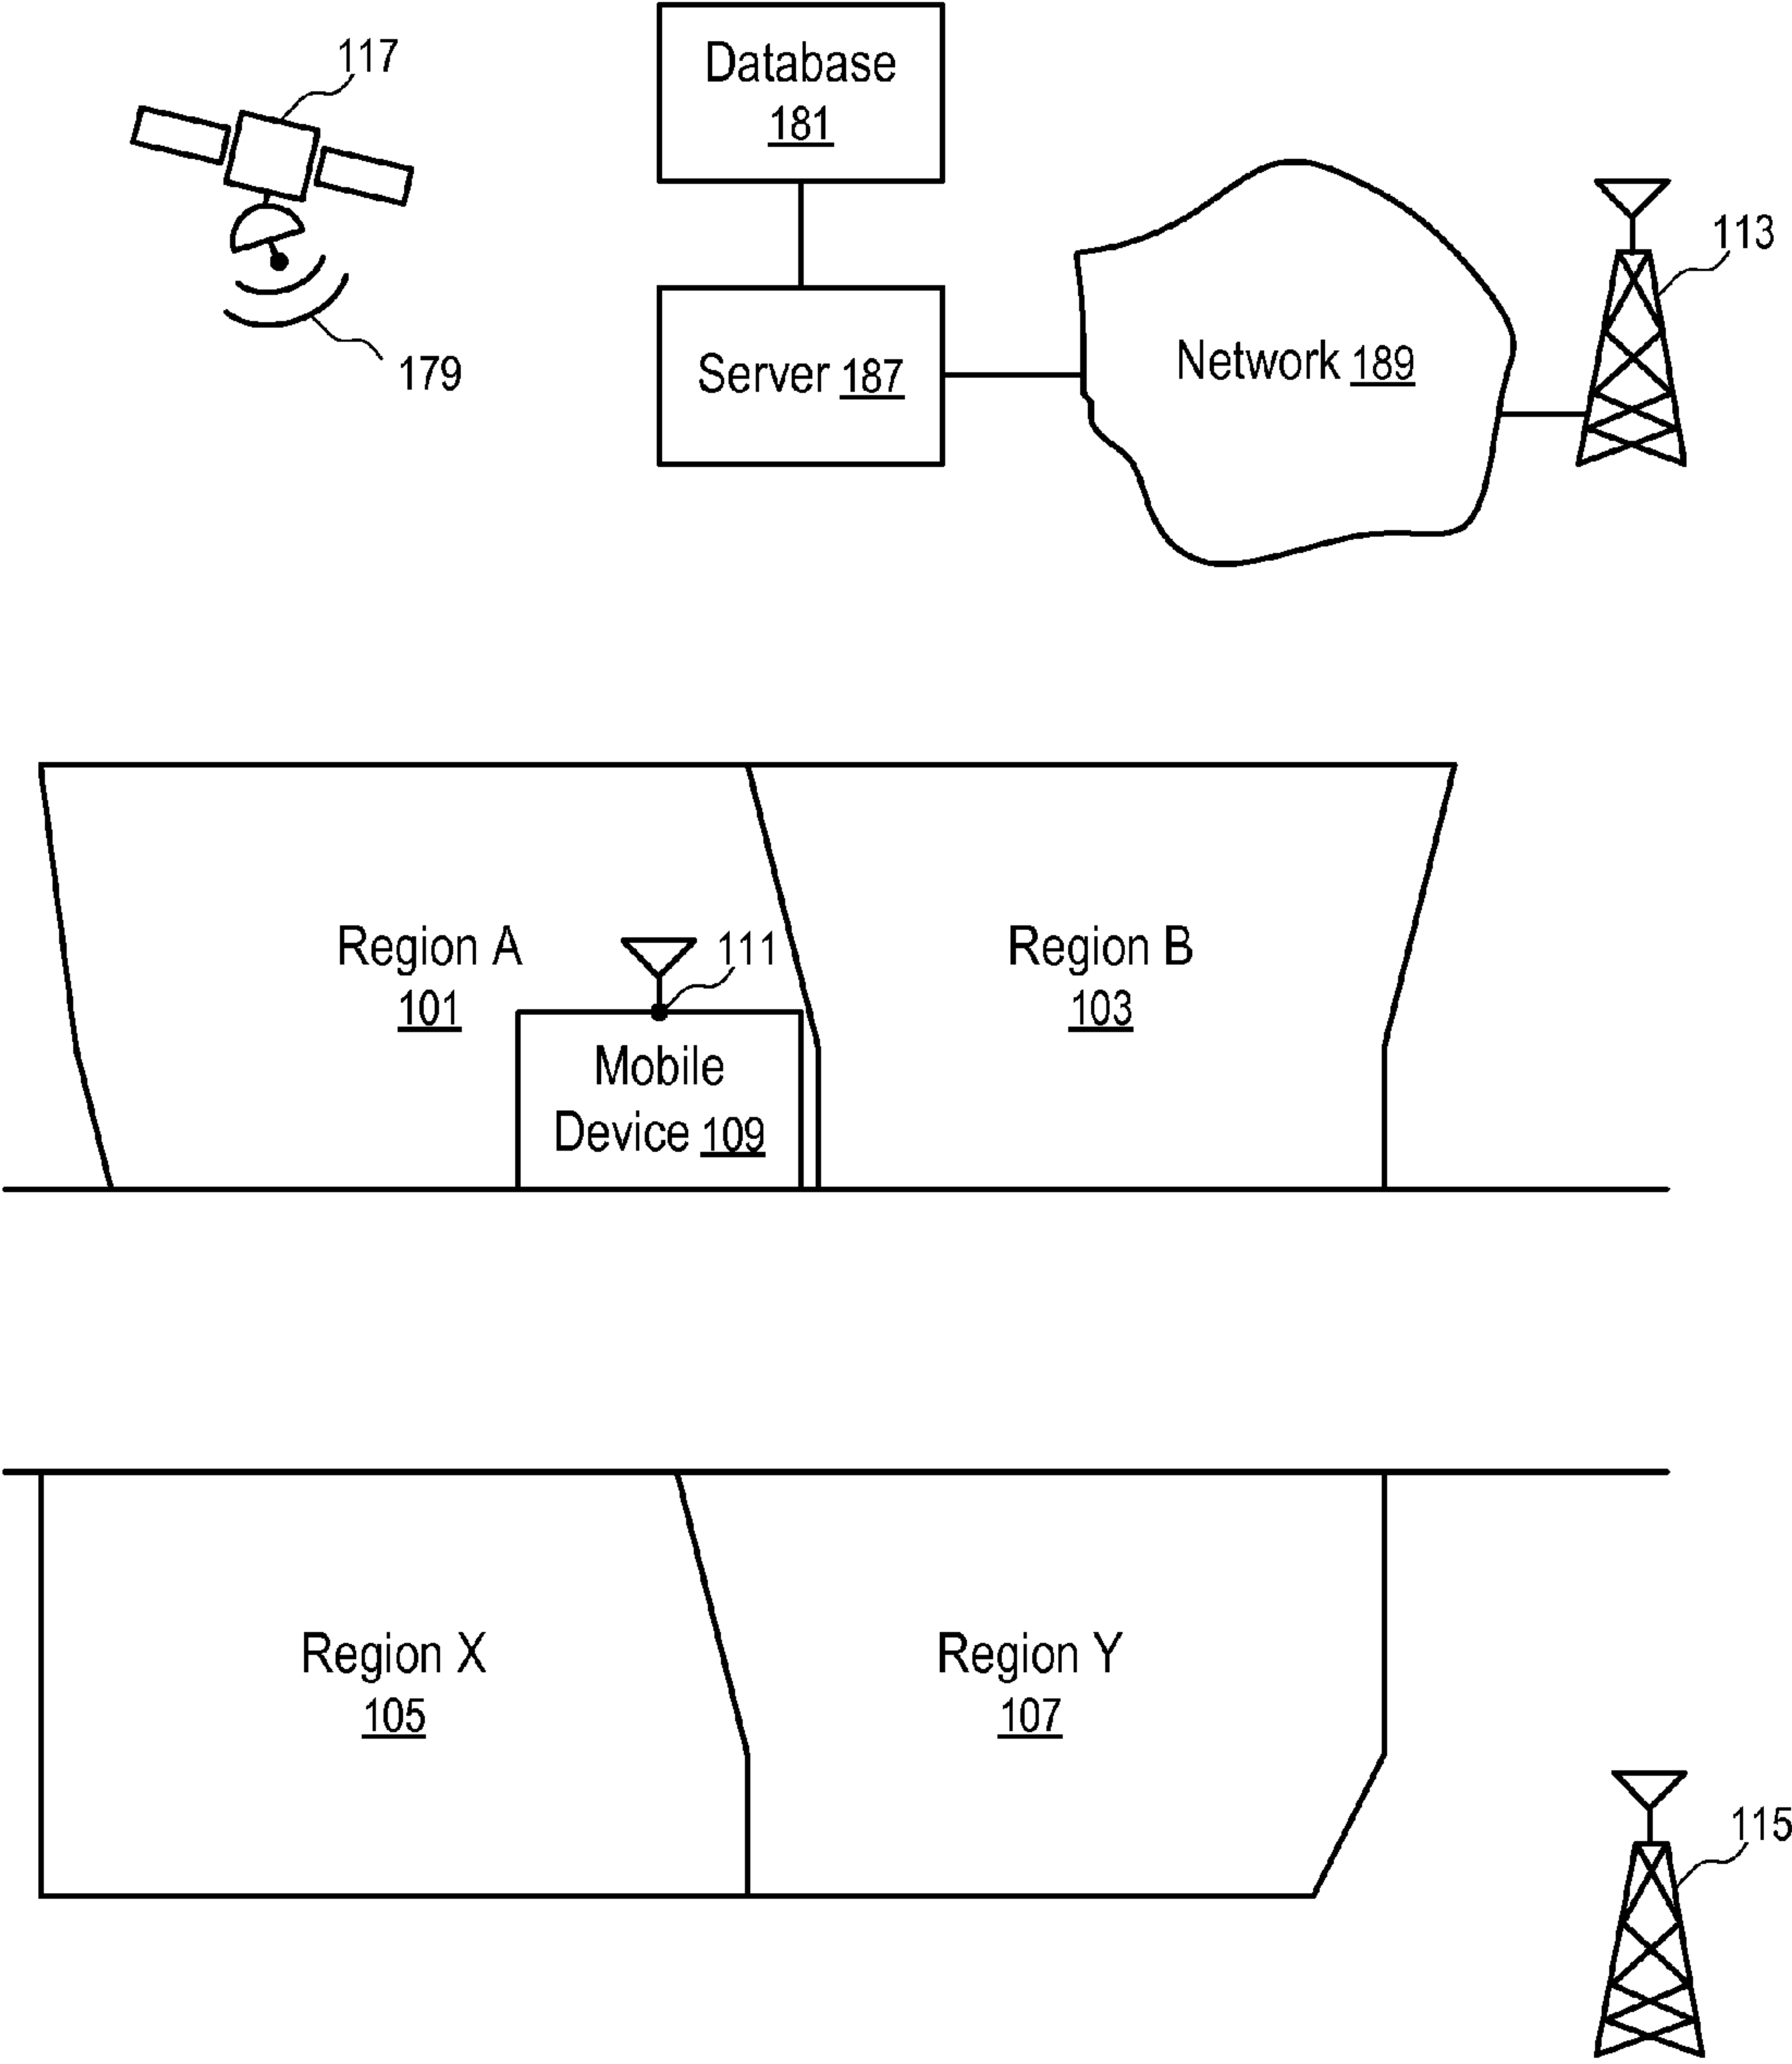 117
Database
181
113
179
Server 187
Network 189
Region A
101
111
Region B
103
Mobile
Device 109
Region X
105
Region Y
107
115